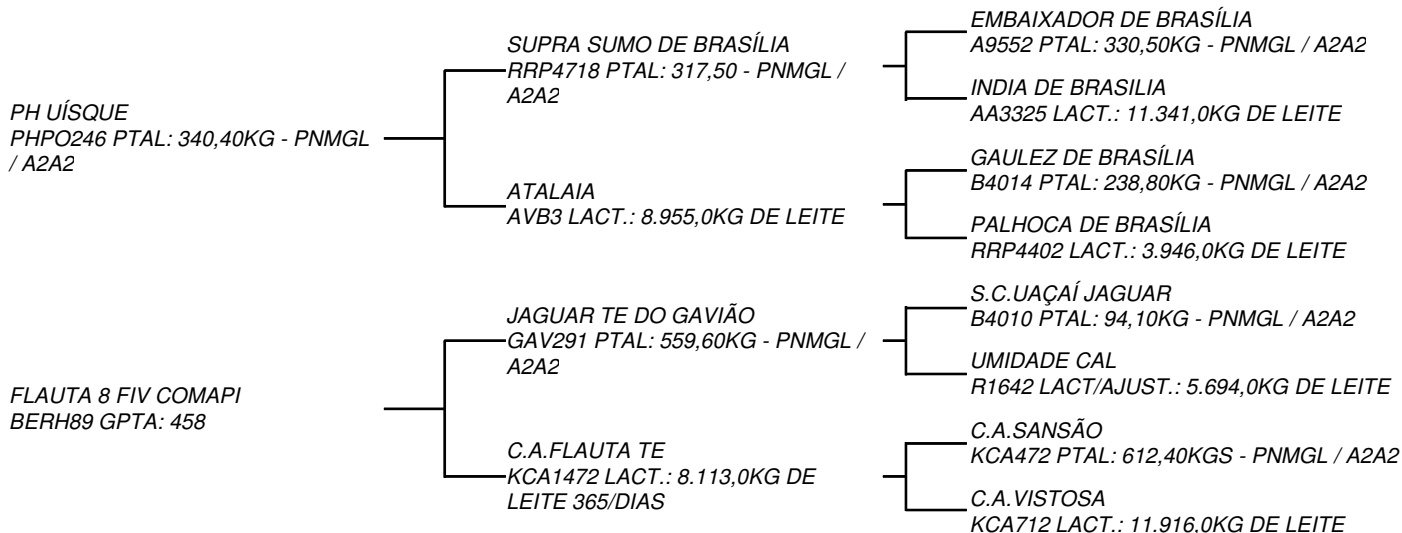 PH UÍSQUE
PHPO246 PTAL: 340,40KG - PNMGL
/ A2A2
SUPRA SUMO DE BRASÍLIA
RRP4718 PTAL: 317,50 - PNMGL /
A2A2
EMBAIXADOR DE BRASÍLIA
A9552 PTAL: 330,50KG - PNMGL / A2A2
INDIA DE BRASILIA
AA3325 LACT.: 11.341,0KG DE LEITE
ATALAIA
AVB3 LACT.: 8.955,0KG DE LEITE
GAULEZ DE BRASÍLIA
B4014 PTAL: 238,80KG - PNMGL / A2A2
PALHOCA DE BRASÍLIA
RRP4402 LACT.: 3.946,0KG DE LEITE
FLAUTA 8 FIV COMAPI
BERH89 GPTA: 458
JAGUAR TE DO GAVIÃO
GAV291 PTAL: 559,60KG - PNMGL /
A2A2
S.C.UAÇAÍ JAGUAR
B4010 PTAL: 94,10KG - PNMGL / A2A2
UMIDADE CAL
R1642 LACT/AJUST.: 5.694,0KG DE LEITE
C.A.FLAUTA TE
KCA1472 LACT.: 8.113,0KG DE
LEITE 365/DIAS
C.A.SANSÃO
KCA472 PTAL: 612,40KGS - PNMGL / A2A2
C.A.VISTOSA
KCA712 LACT.: 11.916,0KG DE LEITE